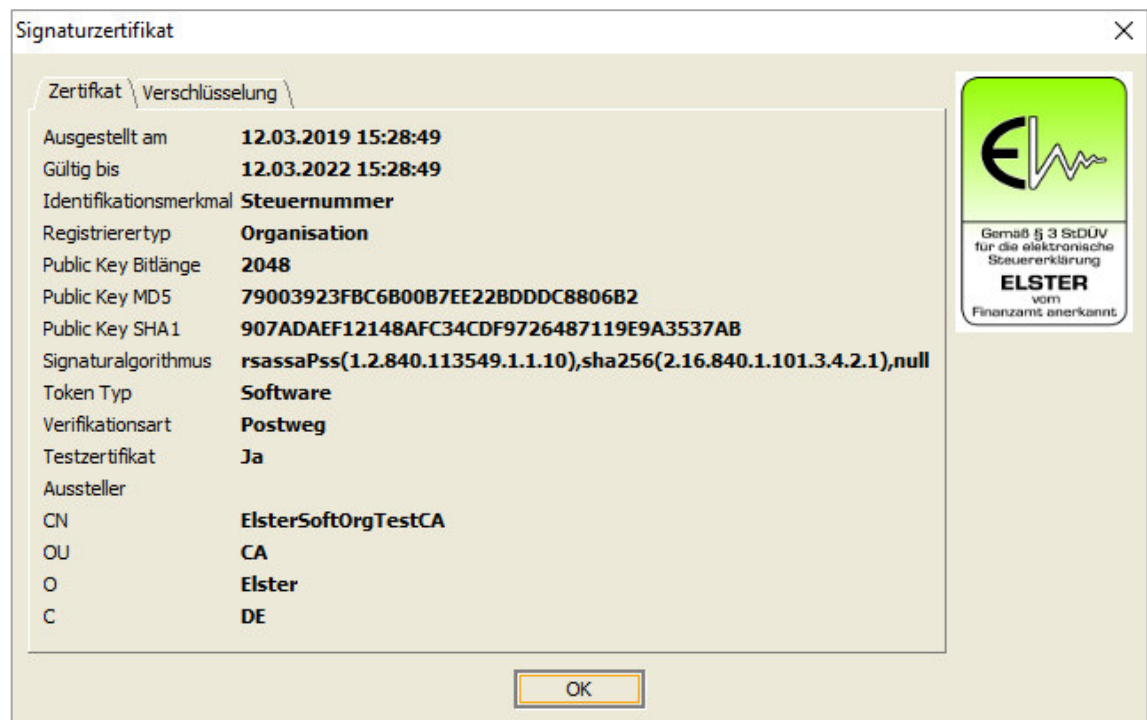 Signaturzertifikat
Zertifkat Verschlüsselung
Ausgestellt am 12.03.2019 15:28:49
Gültig bis 12.03.2022 15:28:49
Identifikationsmerkmal Steuernummer
Registrierertyp Organisation
Public Key Bitlänge 2048
Public Key MD5 79003923FBC6B00B7EE22BDDDC8806B2
Public Key SHA1 907ADAEF12148AFC34CDF9726487119E9A3537AB
Signaturalgorithmus rsassaPss(1.2.840.113549.1.1.10),sha256(2.16.840.1.101.3.4.2.1),null
Token Typ Software
Verifikationsart Postweg
Testzertifikat Ja
Aussteller
CN ElsterSoftOrgTestCA
OU CA
O Elster
C DE
Gemäß § 3 StDÜV
für die elektronische
Steuererklärung
ELSTER
vom
Finanzamt anerkannt
OK